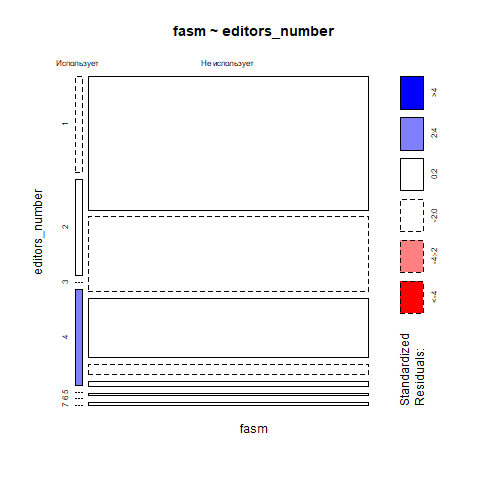 fasm ~ editors_number
Использует
Не использует
1
2
3
4
5
6
7
editors_number
fasm
>4
2:4
0:2
-2:0
-4:-2
<-4
Standardized
Residuals: